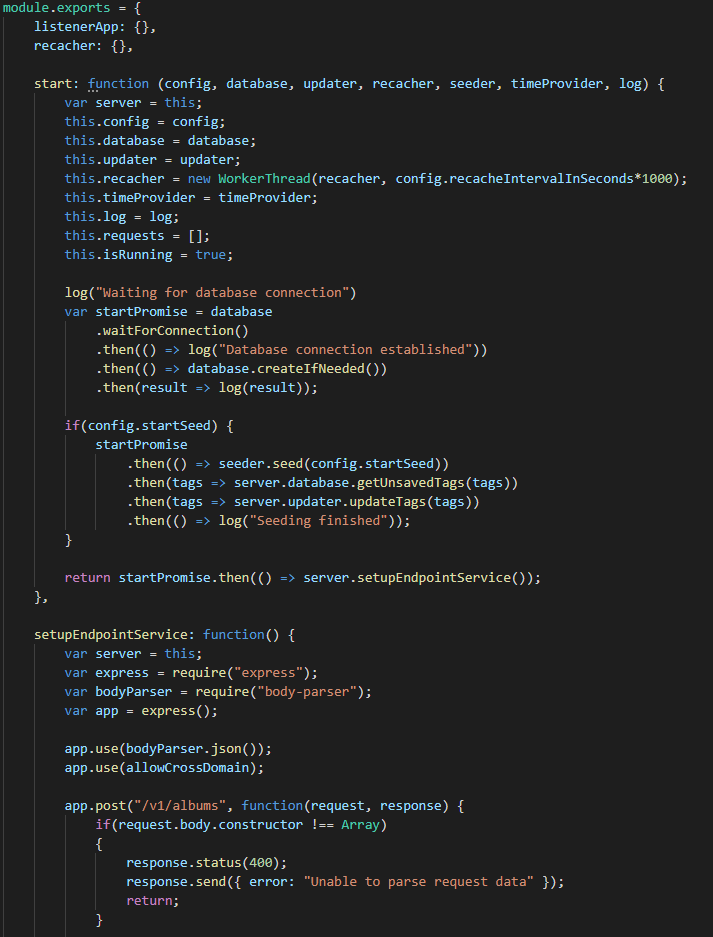 module.exports = {
    listenerApp: {},
    recacher: {},

    start: function (config, database, updater, recacher, seeder, timeProvider, log) {
        var server = this;
        this.config = config;
        this.database = database;
        this.updater = updater;
        this.recacher = new WorkerThread(recacher, config.recacheIntervalInSeconds*1000);
        this.timeProvider = timeProvider;
        this.log = log;
        this.requests = [];
        this.isRunning = true;

        log("Waiting for database connection")
        var startPromise = database
            .waitForConnection()
            .then(() => log("Database connection established"))
            .then(() => database.createIfNeeded())
            .then(result => log(result));

        if(config.startSeed) {
            startPromise
                .then(() => seeder.seed(config.startSeed))
                .then(tags => server.database.getUnsavedTags(tags))
                .then(tags => server.updater.updateTags(tags))
                .then(() => log("Seeding finished"));
        }

        return startPromise.then(() => server.setupEndpointService());
    },

    setupEndpointService: function() {
        var server = this;
        var express = require("express");
        var bodyParser = require("body-parser");
        var app = express();

        app.use(bodyParser.json());
        app.use(allowCrossDomain);

        app.post("/v1/albums", function(request, response) {
            if(request.body.constructor !== Array)
            {
                response.status(400);
                response.send({ error: "Unable to parse request data" });
                return;
            }